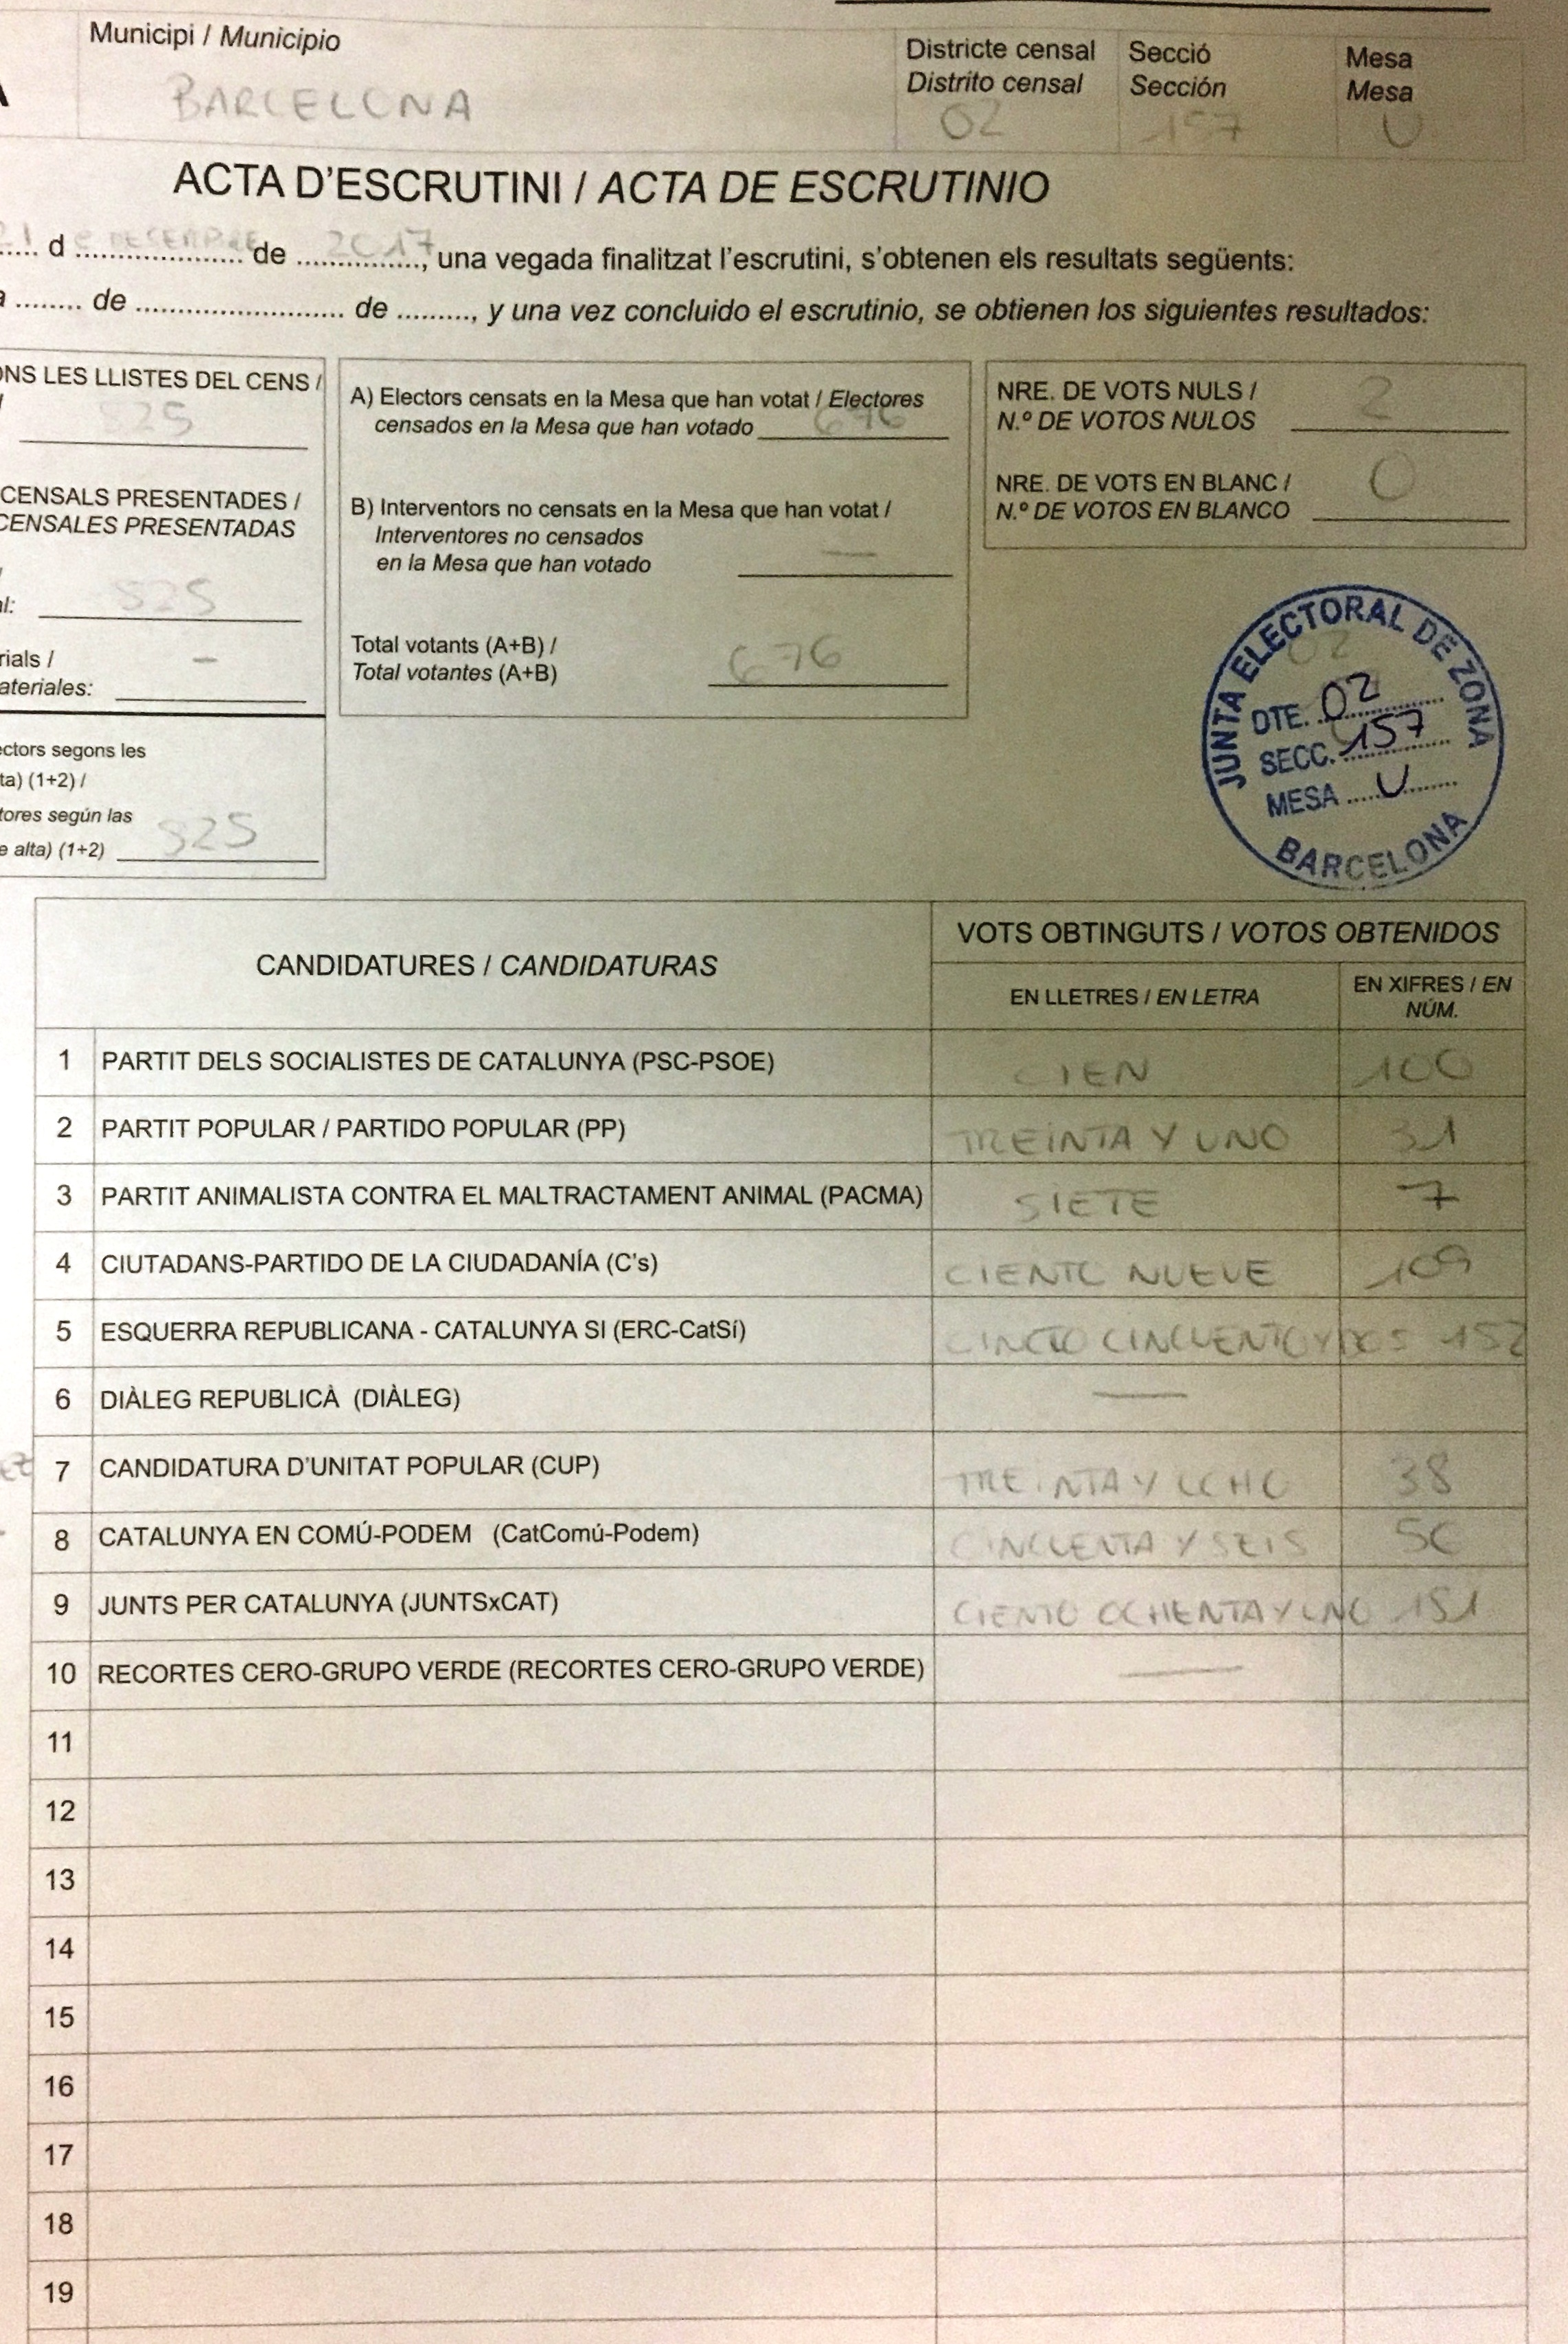 Municipi / Municipio
BARCELONA
Districte censal
Distrito censal
02
Secció
Sección
157
Mesa
Mesa
U
ACTA D'ESCRUTINI / ACTA DE ESCRUTINIO
..... d DESEMBRE de 2017, una vegada finalitzat l'escrutini, s'obtenen els resultats següents:
a ........ de ........................ de ........., y una vez concluido el escrutinio, se obtienen los siguientes resultados:
ONS LES LLISTES DEL CENS /
825
CENSALS PRESENTADES /
CENSALES PRESENTADAS
al: 825
rials /
ateriales: –
ectors segons les
ta) (1+2) /
tores según las
e alta) (1+2) 825
A) Electors censats en la Mesa que han votat / Electores
censados en la Mesa que han votado 676
B) Interventors no censats en la Mesa que han votat /
Interventores no censados
en la Mesa que han votado —
Total votants (A+B) /
Total votantes (A+B) 676
NRE. DE VOTS NULS /
N.º DE VOTOS NULOS 2
NRE. DE VOTS EN BLANC /
N.º DE VOTOS EN BLANCO 0
JUNTA ELECTORAL DE ZONA
DTE. 02
SECC. 157
MESA U
BARCELONA
CANDIDATURES / CANDIDATURAS
VOTS OBTINGUTS / VOTOS OBTENIDOS
EN LLETRES / EN LETRA
EN XIFRES / EN
NÚM.
1 PARTIT DELS SOCIALISTES DE CATALUNYA (PSC-PSOE) CIEN 100
2 PARTIT POPULAR / PARTIDO POPULAR (PP) TREINTA Y UNO 31
3 PARTIT ANIMALISTA CONTRA EL MALTRACTAMENT ANIMAL (PACMA) SIETE 7
4 CIUTADANS-PARTIDO DE LA CIUDADANÍA (C's) CIENTO NUEVE 109
5 ESQUERRA REPUBLICANA - CATALUNYA SI (ERC-CatSí) CINCUENTO Y DOS 152
6 DIÀLEG REPUBLICÀ (DIÀLEG) —
7 CANDIDATURA D'UNITAT POPULAR (CUP) TREINTA Y OCHO 38
8 CATALUNYA EN COMÚ-PODEM (CatComú-Podem) CINCUENTA Y SEIS 56
9 JUNTS PER CATALUNYA (JUNTSxCAT) CIENTO OCHENTA Y UNO 181
10 RECORTES CERO-GRUPO VERDE (RECORTES CERO-GRUPO VERDE) —
11
12
13
14
15
16
17
18
19